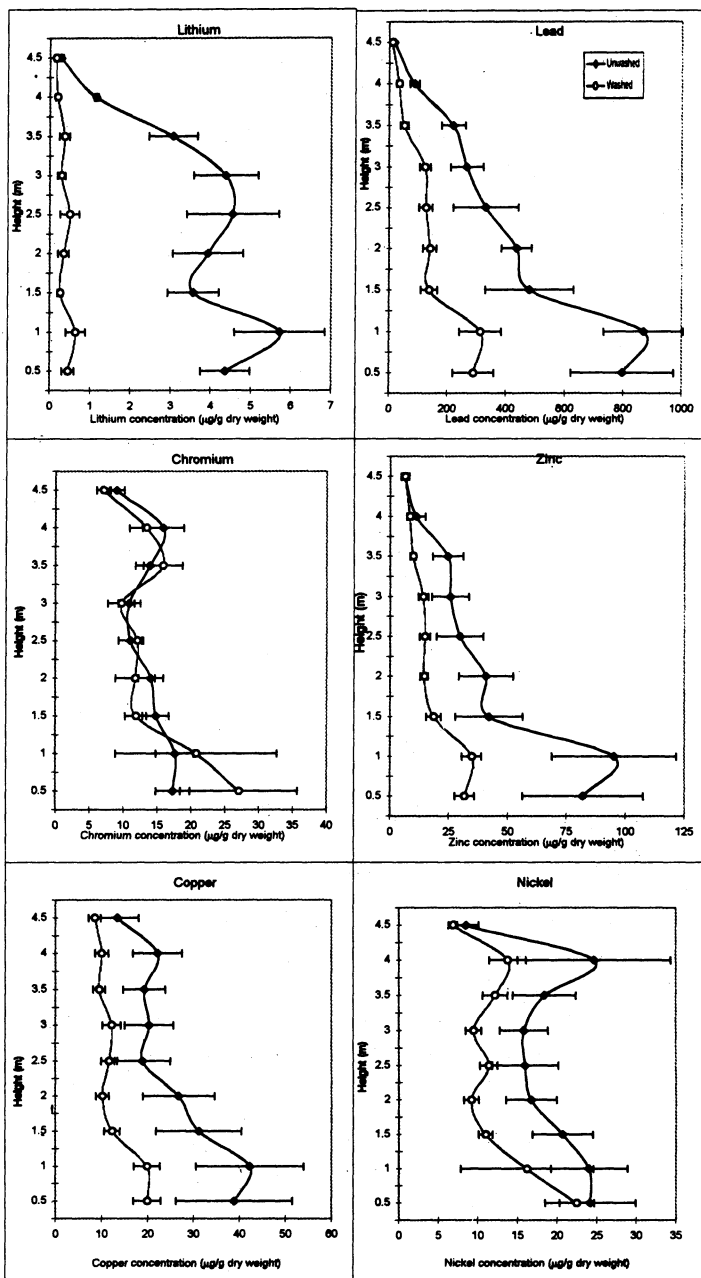 Lithium
4.5
4
3.5
3
2.5
2
1.5
1
0.5
Height (m)
0 1 2 3 4 5 6 7
Lithium concentration (μg/g dry weight)
Lead
Unwashed
Washed
4.5
4
3.5
3
2.5
2
1.5
1
0.5
Height (m)
0 200 400 600 800 1000
Lead concentration (μg/g dry weight)
Chromium
4.5
4
3.5
3
2.5
2
1.5
1
0.5
Height (m)
0 5 10 15 20 25 30 35 40
Chromium concentration (μg/g dry weight)
Zinc
4.5
4
3.5
3
2.5
2
1.5
1
0.5
Height (m)
0 25 50 75 100 125
Zinc concentration (μg/g dry weight)
Copper
4.5
4
3.5
3
2.5
2
1.5
1
0.5
Height (m)
0 10 20 30 40 50 60
Copper concentration (μg/g dry weight)
Nickel
4.5
4
3.5
3
2.5
2
1.5
1
0.5
Height (m)
0 5 10 15 20 25 30 35
Nickel concentration (μg/g dry weight)